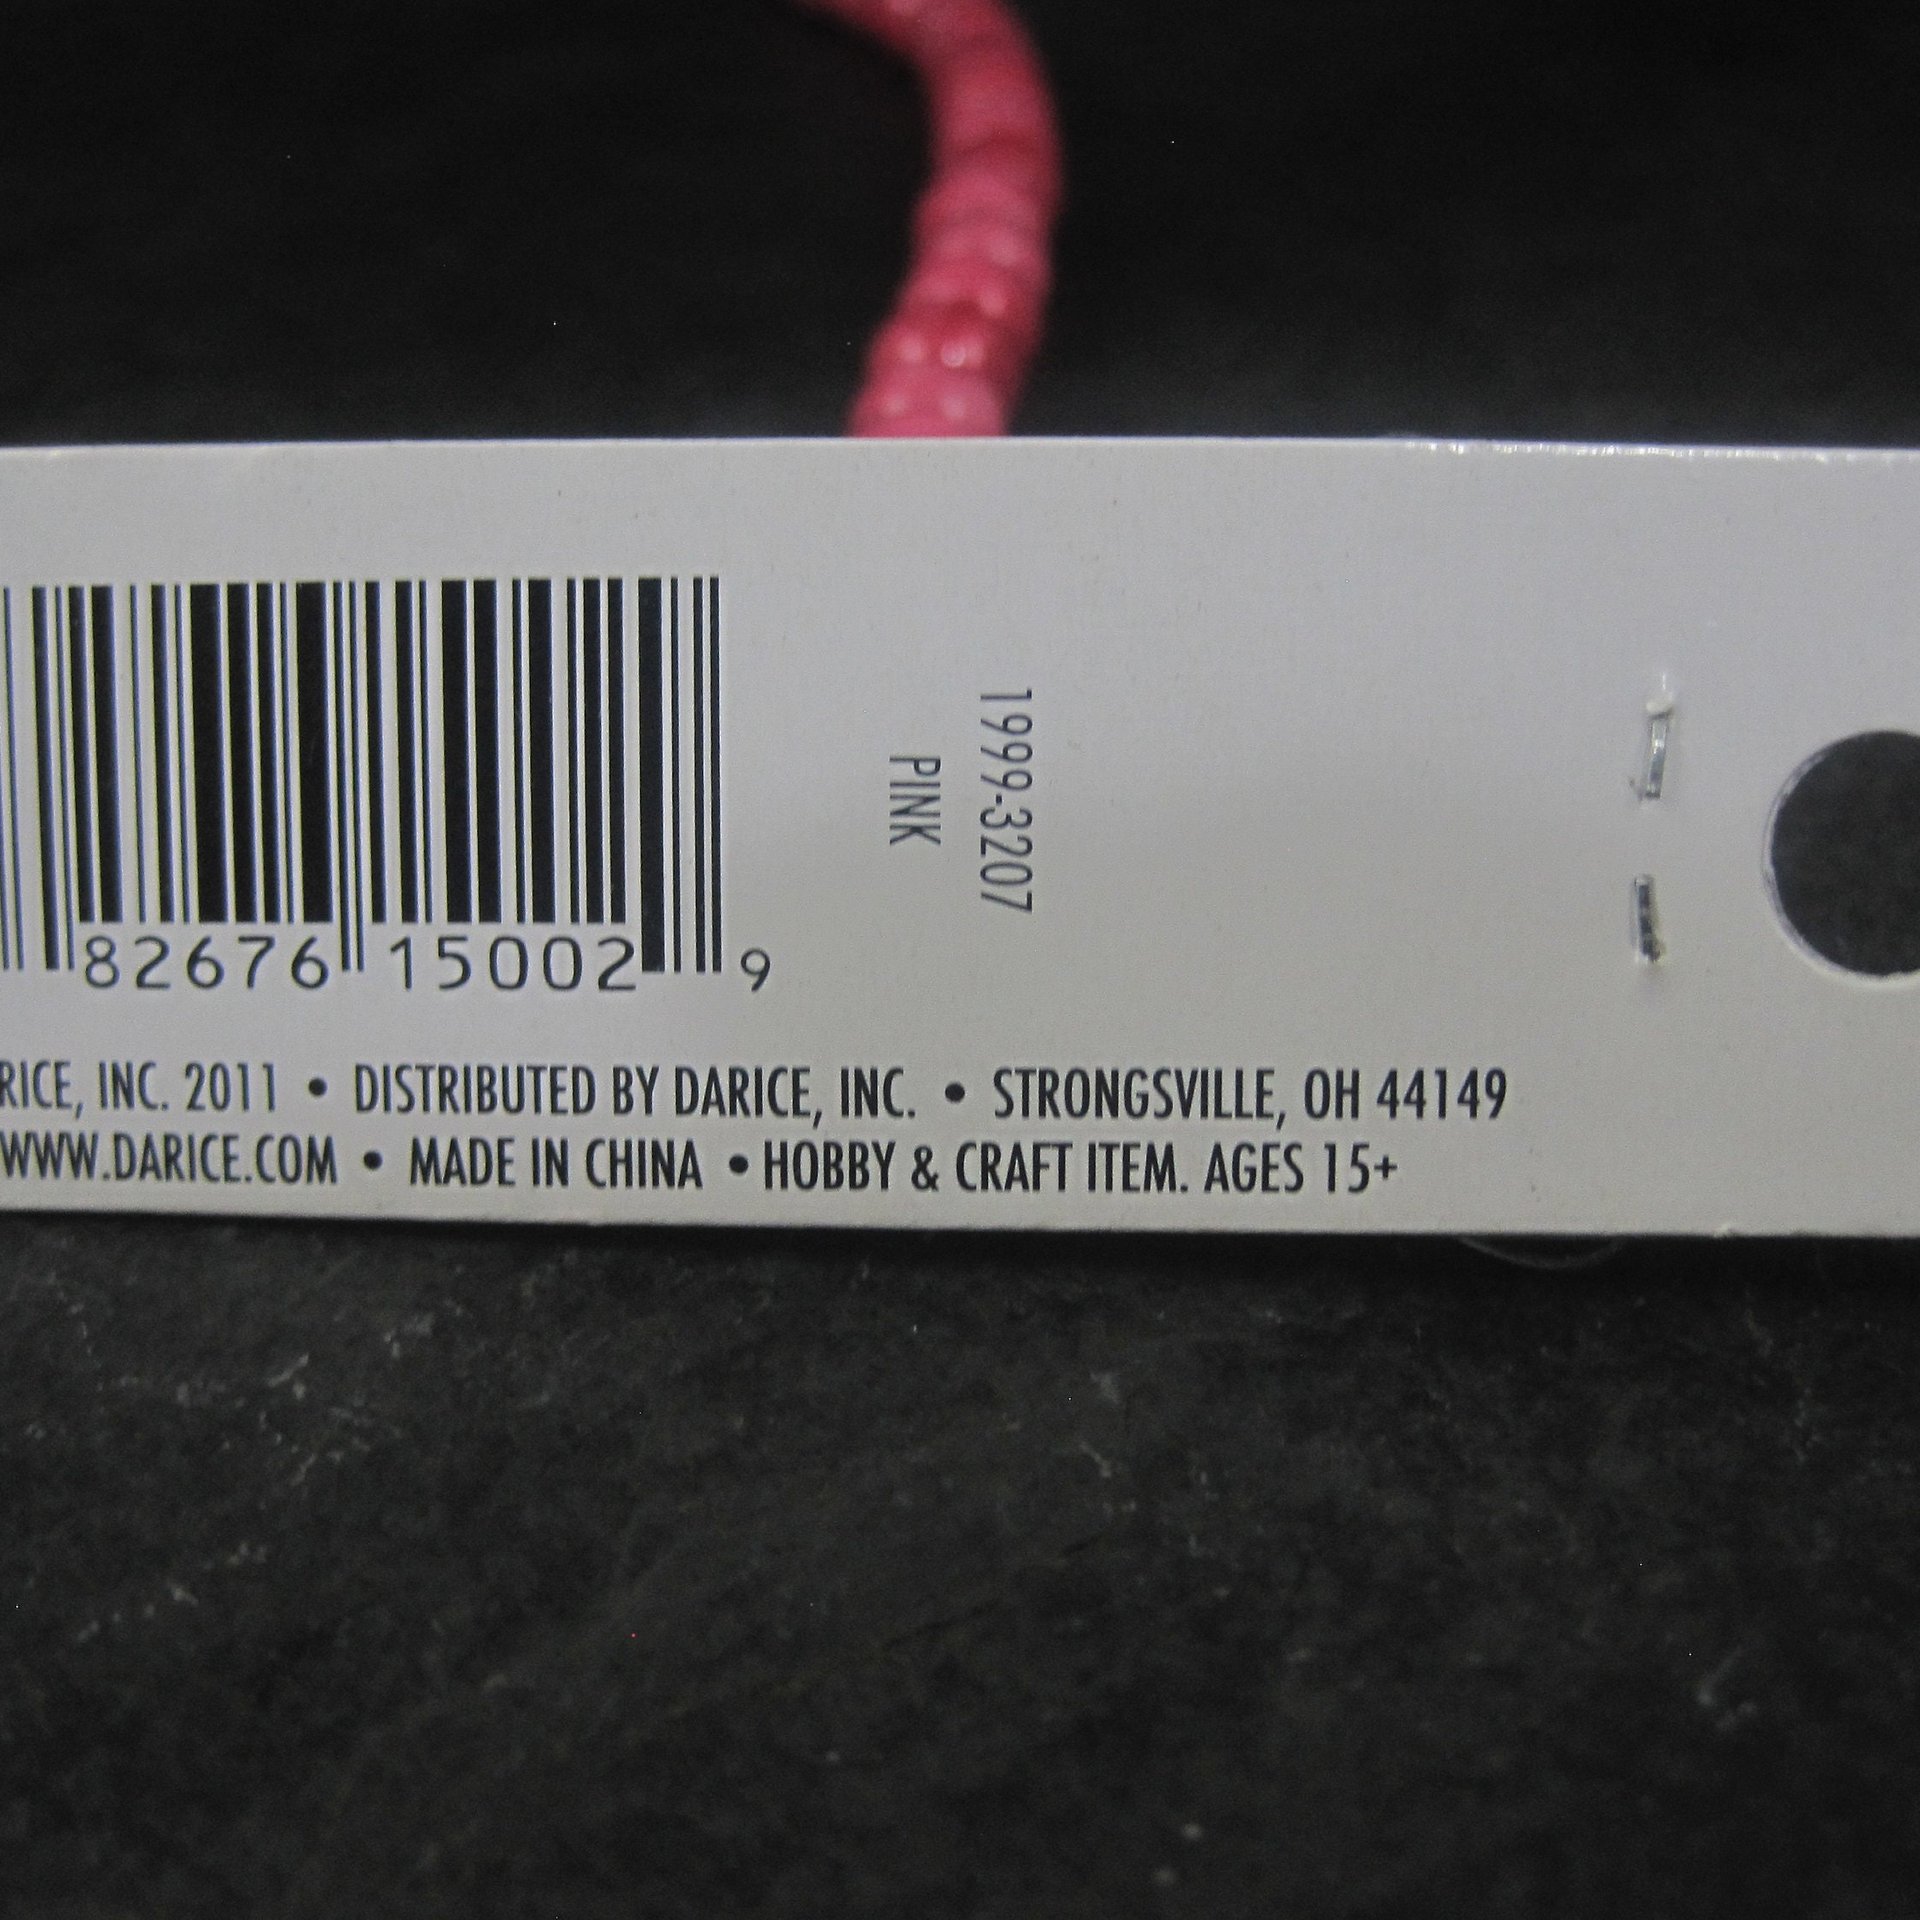 82676 15002 9
1999-3207
PINK
RICE, INC. 2011 • DISTRIBUTED BY DARICE, INC. • STRONGSVILLE, OH 44149
WWW.DARICE.COM • MADE IN CHINA • HOBBY & CRAFT ITEM. AGES 15+